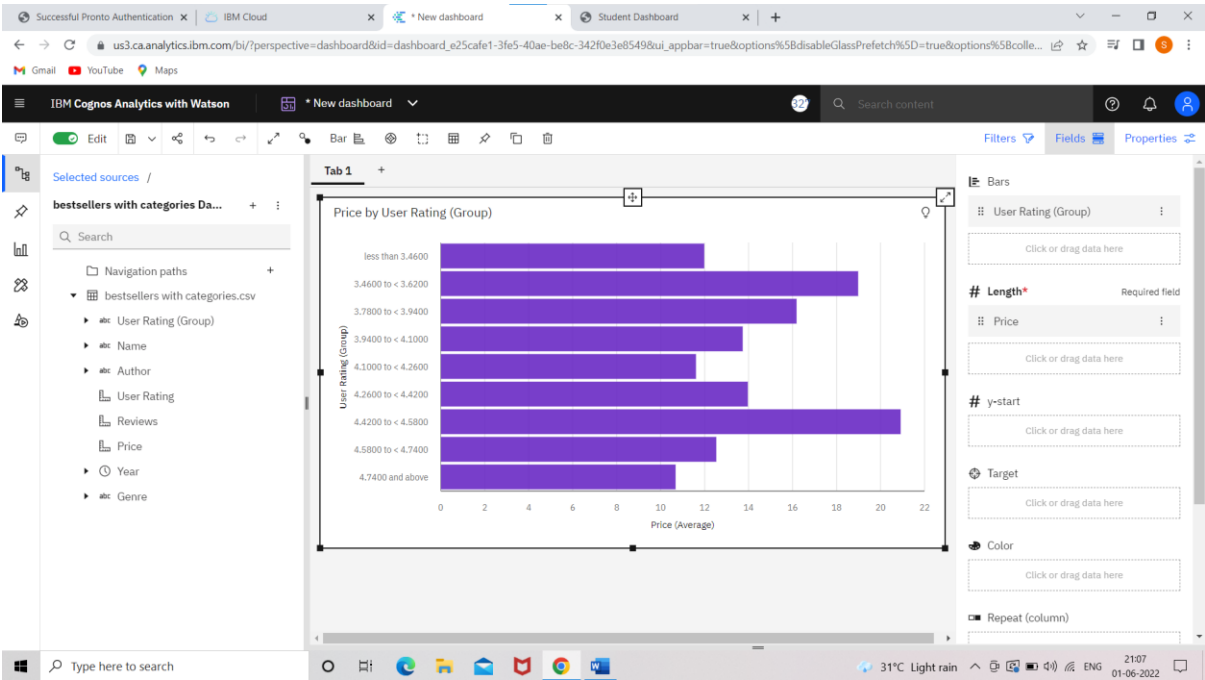 Successful Pronto Authentication
IBM Cloud
* New dashboard
Student Dashboard
us3.ca.analytics.ibm.com/bi/?perspective=dashboard&id=dashboard_e25cafe1-3fe5-40ae-be8c-342f0e3e8549&ui_appbar=true&options%5BdisableGlassPrefetch%5D=true&options%5Bcolle...
S
Gmail YouTube Maps
IBM Cognos Analytics with Watson
* New dashboard
Search content
Edit
Bar
Filters
Fields
Properties
Selected sources /
bestsellers with categories Da...
Search
Navigation paths
bestsellers with categories.csv
abc User Rating (Group)
abc Name
abc Author
User Rating
Reviews
Price
Year
abc Genre
Tab 1
Price by User Rating (Group)
User Rating (Group)
less than 3.4600
3.4600 to < 3.6200
3.7800 to < 3.9400
3.9400 to < 4.1000
4.1000 to < 4.2600
4.2600 to < 4.4200
4.4200 to < 4.5800
4.5800 to < 4.7400
4.7400 and above
0 2 4 6 8 10 12 14 16 18 20 22
Price (Average)
Bars
User Rating (Group)
Click or drag data here
# Length* Required field
Price
Click or drag data here
# y-start
Click or drag data here
Target
Click or drag data here
Color
Click or drag data here
Repeat (column)
Type here to search
31°C Light rain
ENG
21:07
01-06-2022